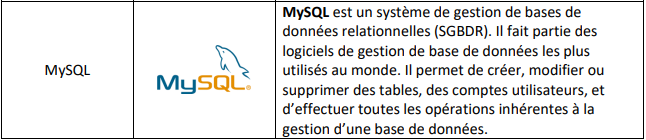 MySQL
MySQL®
MySQL est un système de gestion de bases de
données relationnelles (SGBDR). Il fait partie des
logiciels de gestion de base de données les plus
utilisés au monde. Il permet de créer, modifier ou
supprimer des tables, des comptes utilisateurs, et
d’effectuer toutes les opérations inhérentes à la
gestion d’une base de données.